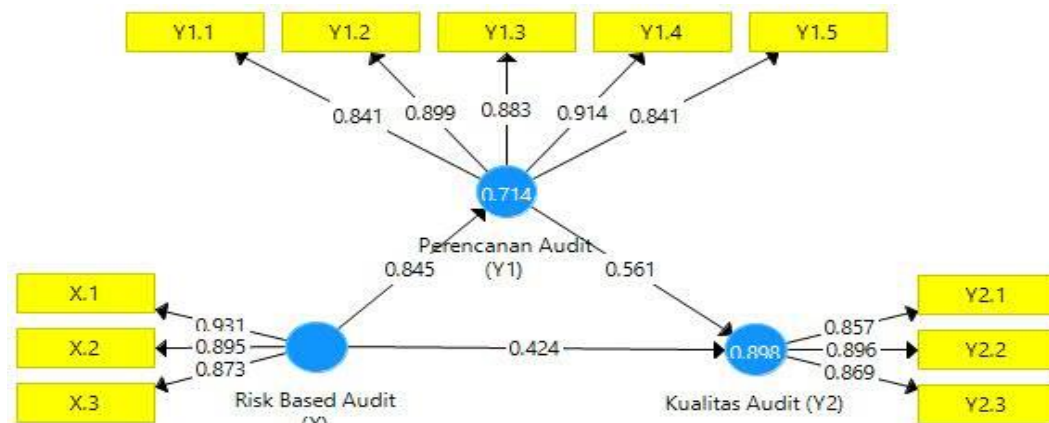 Y1.1 Y1.2 Y1.3 Y1.4 Y1.5
0.841 0.899 0.883 0.914 0.841
0.714
Perencanan Audit
(Y1)
0.845 0.561
X.1 Y2.1
0.931 0.857
X.2 0.895 0.424 0.898 0.896 Y2.2
0.873 0.869
X.3 Risk Based Audit Kualitas Audit (Y2) Y2.3